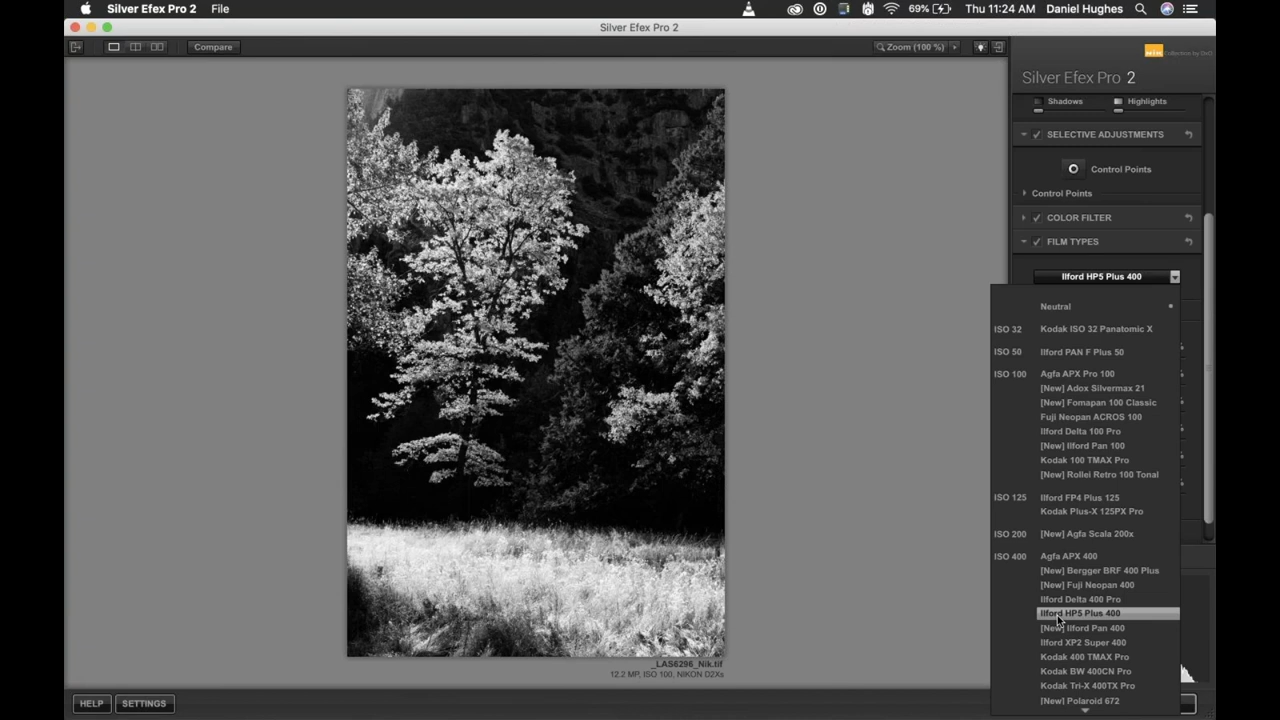 Silver Efex Pro 2 File 69% Thu 11:24 AM Daniel Hughes
Silver Efex Pro 2
Compare Zoom (100 %)
nik Collection by DxO
Silver Efex Pro 2
Shadows Highlights
SELECTIVE ADJUSTMENTS
Control Points
Control Points
COLOR FILTER
FILM TYPES
Ilford HP5 Plus 400
Neutral
ISO 32 Kodak ISO 32 Panatomic X
ISO 50 Ilford PAN F Plus 50
ISO 100 Agfa APX Pro 100
[New] Adox Silvermax 21
[New] Fomapan 100 Classic
Fuji Neopan ACROS 100
Ilford Delta 100 Pro
[New] Ilford Pan 100
Kodak 100 TMAX Pro
[New] Rollei Retro 100 Tonal
ISO 125 Ilford FP4 Plus 125
Kodak Plus-X 125PX Pro
ISO 200 [New] Agfa Scala 200x
ISO 400 Agfa APX 400
[New] Bergger BRF 400 Plus
[New] Fuji Neopan 400
Ilford Delta 400 Pro
Ilford HP5 Plus 400
[New] Ilford Pan 400
Ilford XP2 Super 400
Kodak 400 TMAX Pro
Kodak BW 400CN Pro
Kodak Tri-X 400TX Pro
[New] Polaroid 672
_LAS6296_Nik.tif
12.2 MP, ISO 100, NIKON D2Xs
HELP SETTINGS